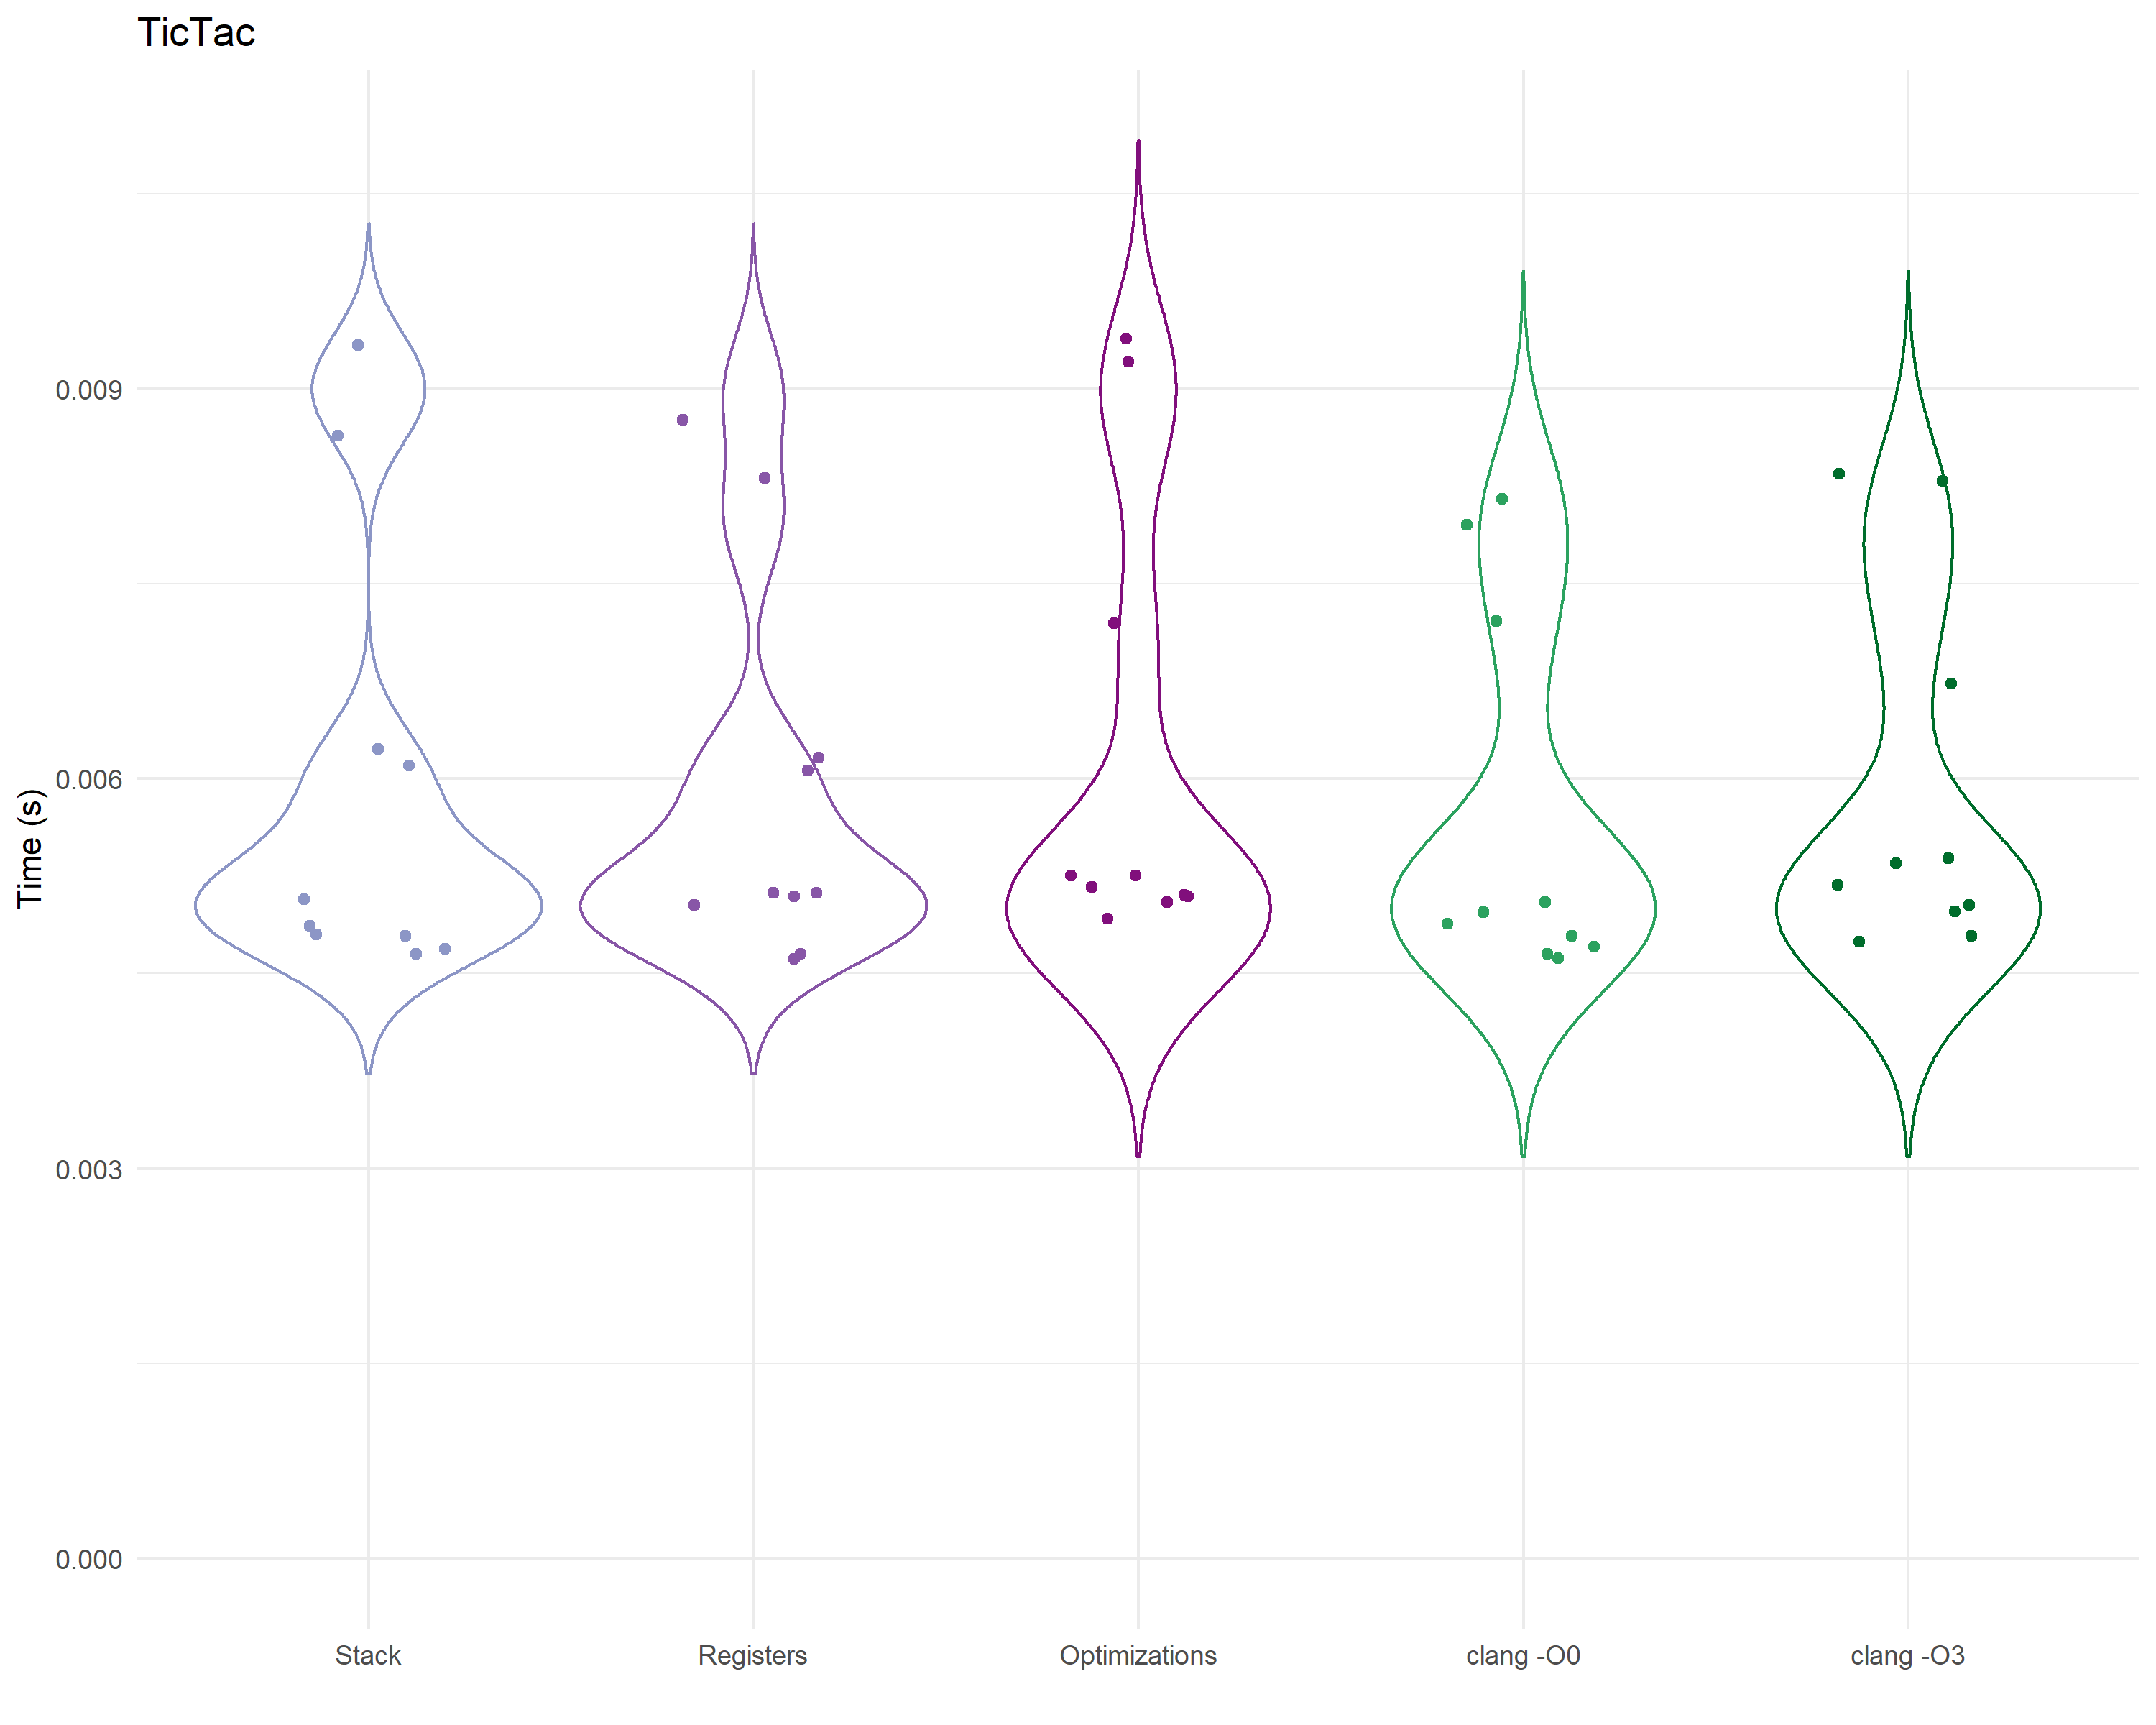 TicTac
Time (s)
0.009
0.006
0.003
0.000
Stack Registers Optimizations clang -O0 clang -O3